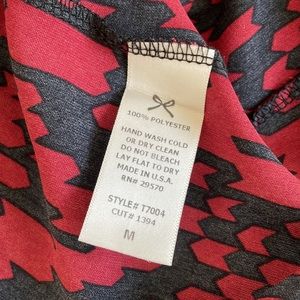 100% POLYESTER
HAND WASH COLD
OR DRY CLEAN
DO NOT BLEACH
LAY FLAT TO DRY
MADE IN U.S.A.
RN# 29570
STYLE# T7004
CUT# 1394
M